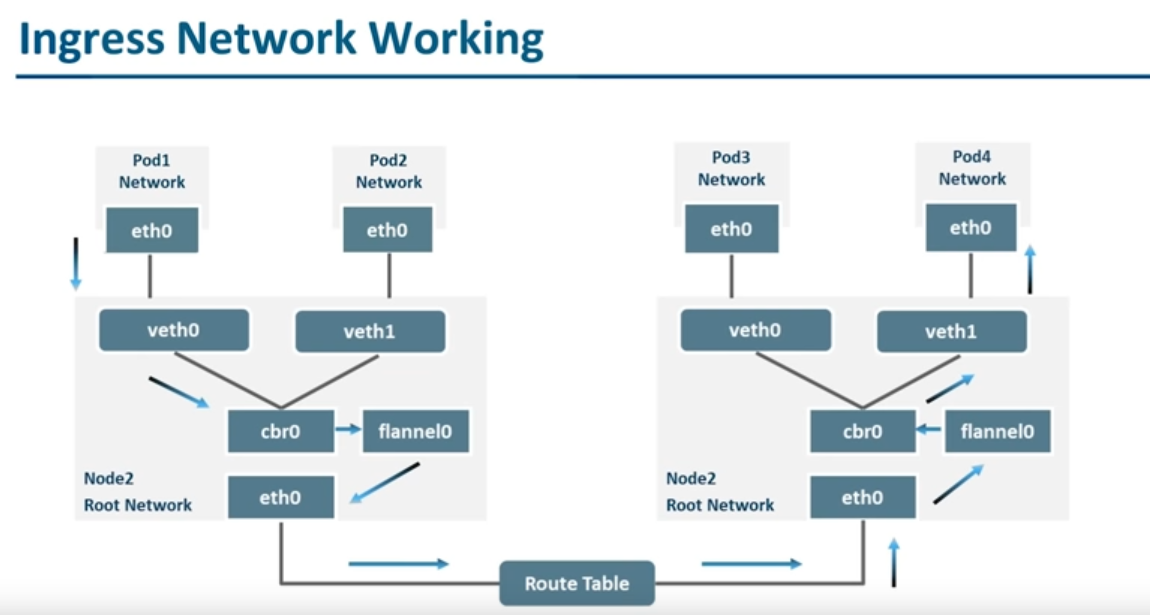 Ingress Network Working
Pod1
Network
eth0
Pod2
Network
eth0
Pod3
Network
eth0
Pod4
Network
eth0
veth0
veth1
cbr0
flannel0
Node2
Root Network
eth0
veth0
veth1
cbr0
flannel0
Node2
Root Network
eth0
Route Table